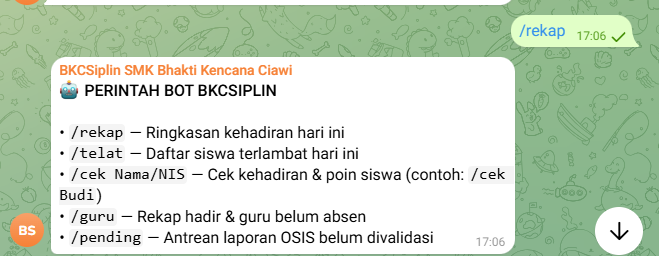 /rekap 17:06
BKCSiplin SMK Bhakti Kencana Ciawi
PERINTAH BOT BKCSIPLIN
• /rekap — Ringkasan kehadiran hari ini
• /telat — Daftar siswa terlambat hari ini
• /cek Nama/NIS — Cek kehadiran & poin siswa (contoh: /cek
Budi)
• /guru — Rekap hadir & guru belum absen
• /pending — Antrean laporan OSIS belum divalidasi
BS
17:06